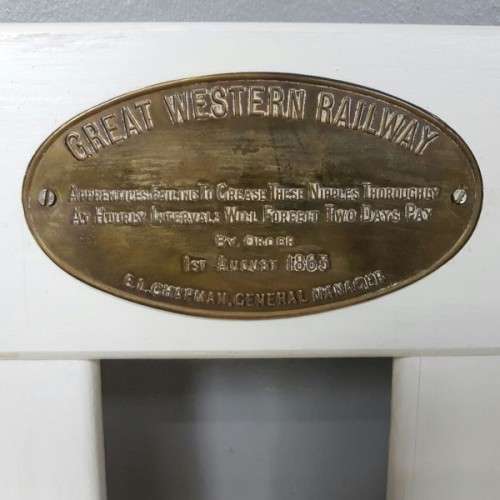 GREAT WESTERN RAILWAY
APPRENTICES FAILING TO GREASE THESE NIPPLES THOROUGHLY
AT HOURLY INTERVALS WILL FORFEIT TWO DAYS PAY
BY ORDER
1ST AUGUST 1863
E.L. CHAPMAN, GENERAL MANAGER